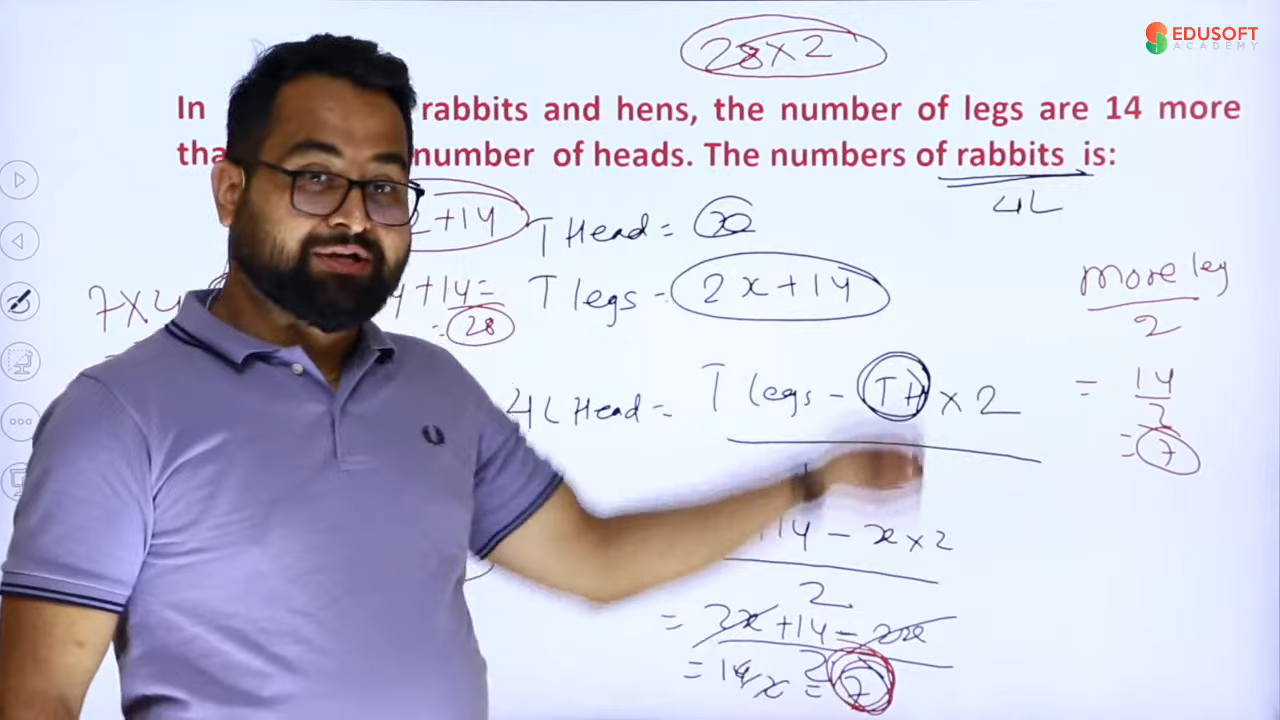 28×2
EDUSOFT
ACADEMY
In rabbits and hens, the number of legs are 14 more
number of heads. The numbers of rabbits is:
4L
+14
T Head = x
+14=
= 28
T legs = 2x+14
7×4
more leg
2
= 14
2
= 7
4L Head = T legs - TH × 2
14 - x×2
2
= 2x+14-2x
2
= 14
= 7